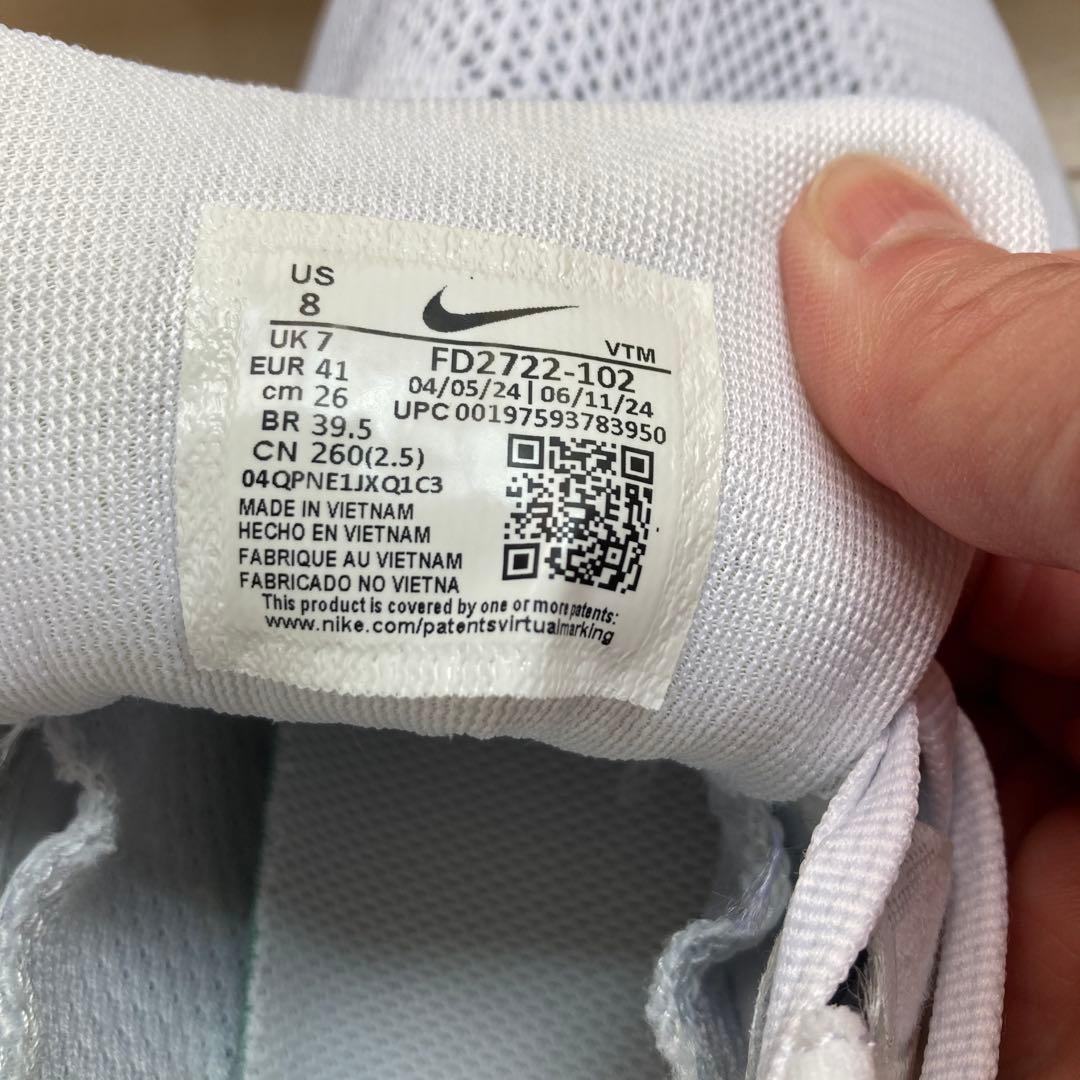 US
8
UK 7
EUR 41
cm 26
BR 39.5
CN 260(2.5)
VTM
FD2722-102
04/05/24 | 06/11/24
UPC 00197593783950
04QPNE1JXQ1C3
MADE IN VIETNAM
HECHO EN VIETNAM
FABRIQUE AU VIETNAM
FABRICADO NO VIETNA
This product is covered by one or more patents:
www.nike.com/patentsvirtualmarking